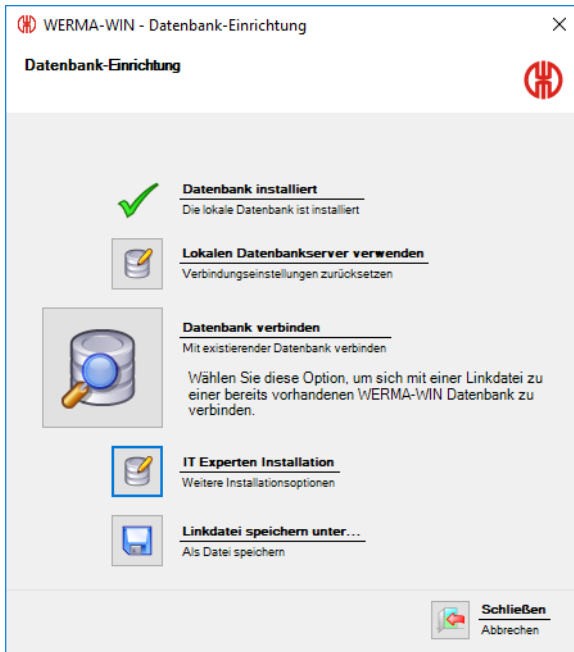 WERMA-WIN - Datenbank-Einrichtung
Datenbank-Einrichtung
Datenbank installiert
Die lokale Datenbank ist installiert
Lokalen Datenbankserver verwenden
Verbindungseinstellungen zurücksetzen
Datenbank verbinden
Mit existierender Datenbank verbinden
Wählen Sie diese Option, um sich mit einer Linkdatei zu
einer bereits vorhandenen WERMA-WIN Datenbank zu
verbinden.
IT Experten Installation
Weitere Installationsoptionen
Linkdatei speichern unter...
Als Datei speichern
Schließen
Abbrechen